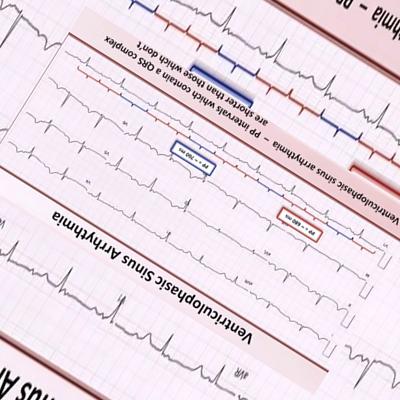 Ventriculophasic Sinus Arrhythmia
aVR
PP = ~ 680 ms
PP = ~ 760 ms
Ventriculophasic sinus arrhythmia – PP intervals which contain a QRS complex
are shorter than those which don't